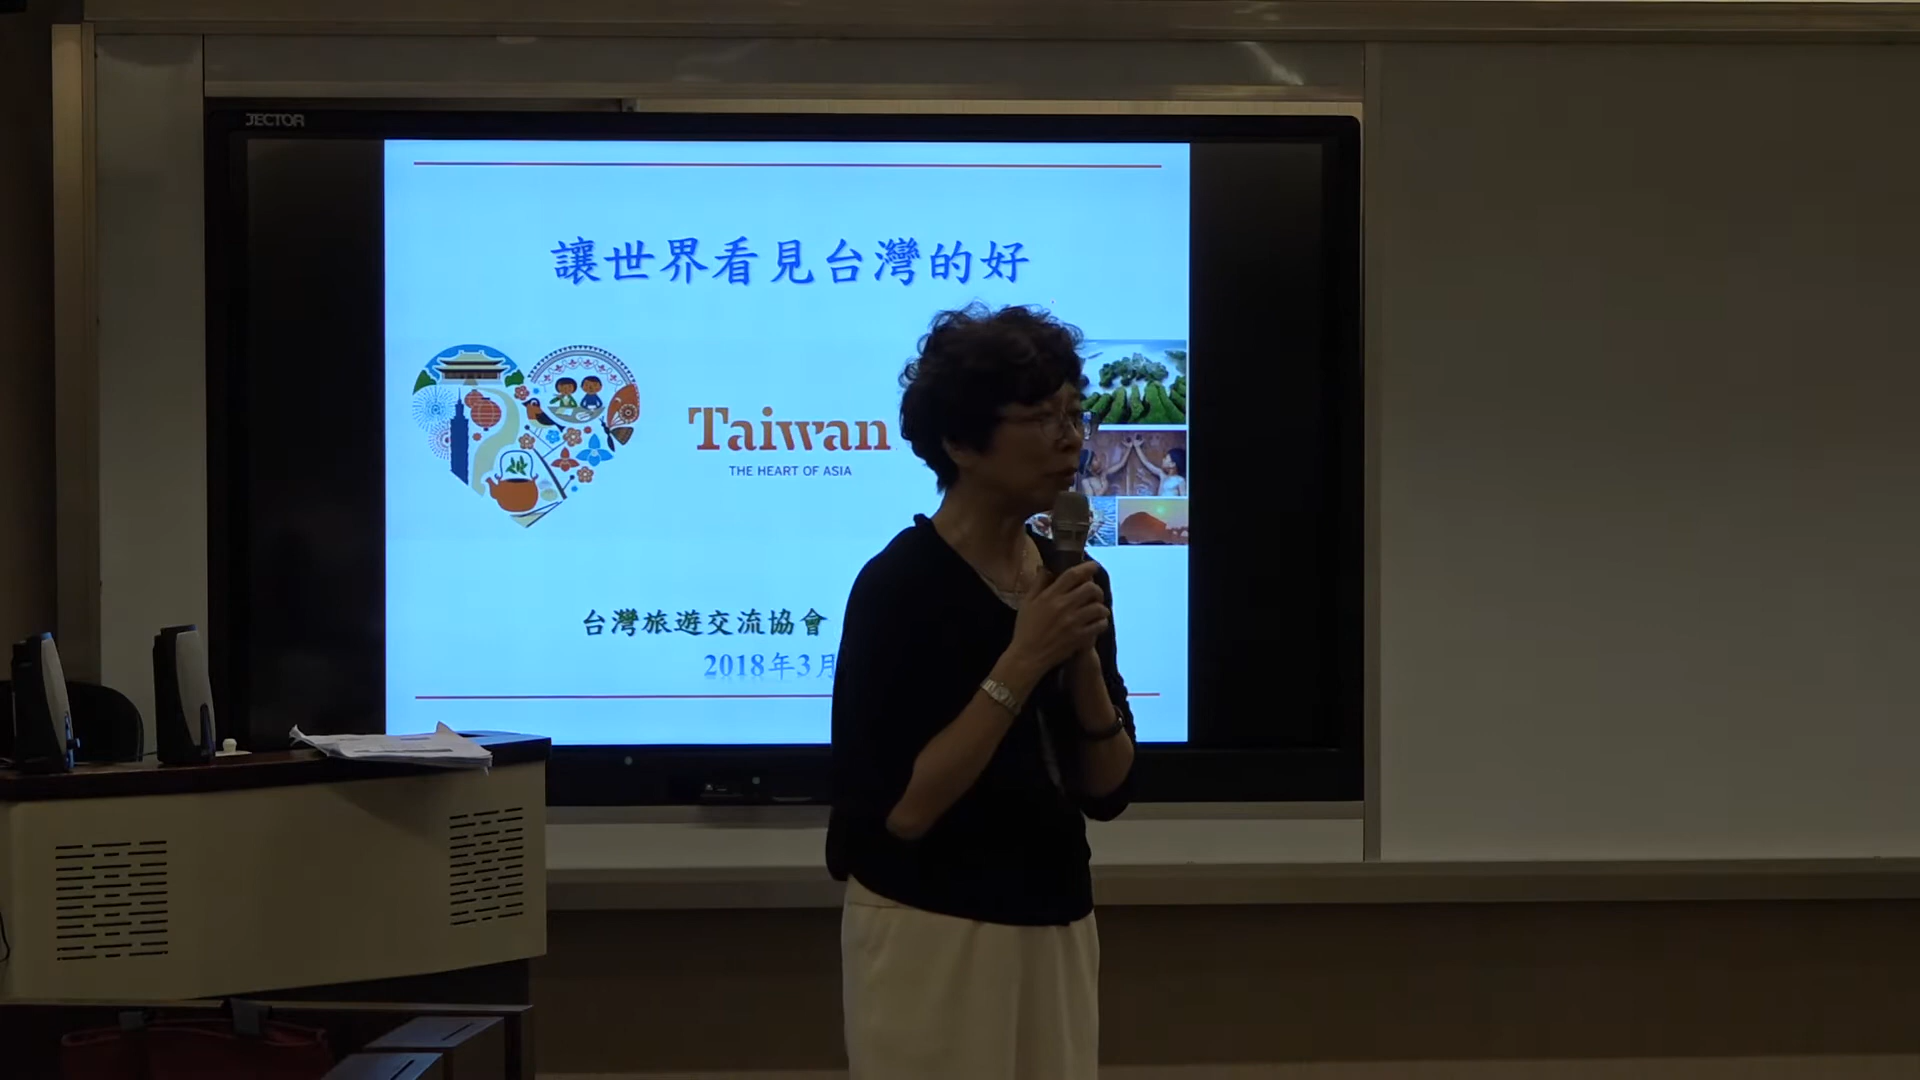 JECTOR
讓世界看見台灣的好
Taiwan
THE HEART OF ASIA
台灣旅遊交流協會
2018年3月